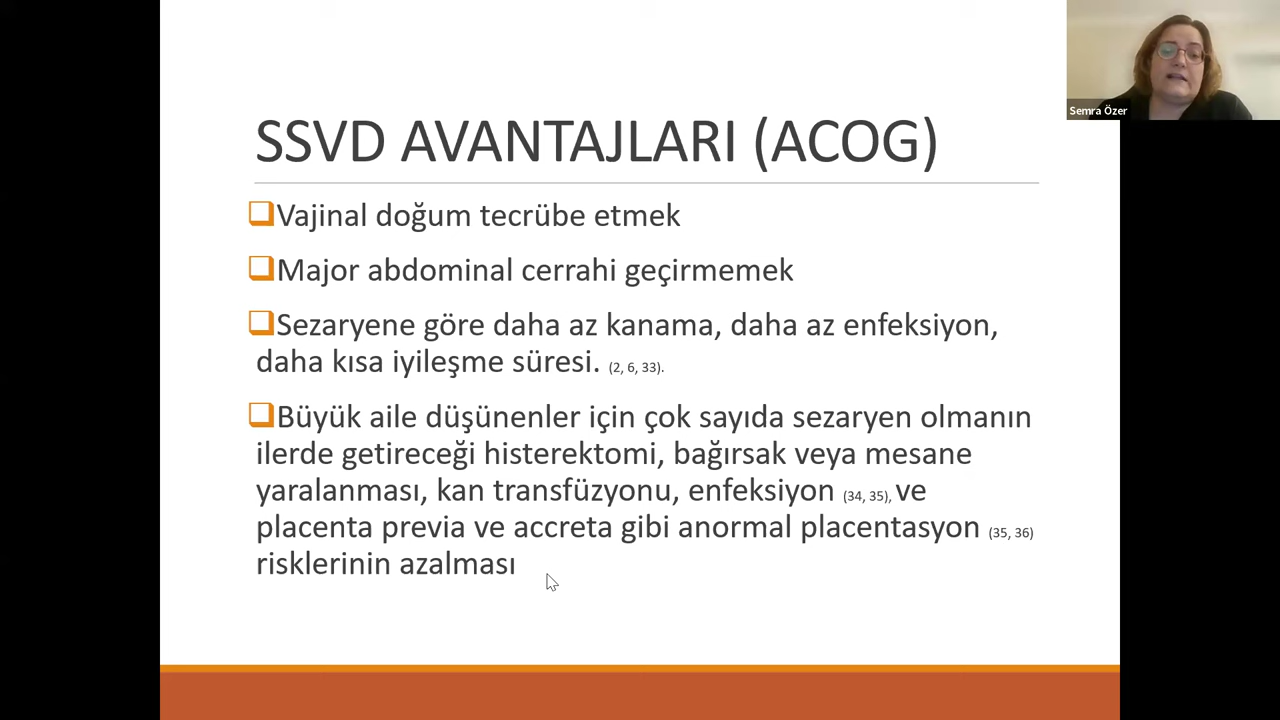 SSVD AVANTAJLARI (ACOG)
Vajinal doğum tecrübe etmek
Major abdominal cerrahi geçirmemek
Sezaryene göre daha az kanama, daha az enfeksiyon,
daha kısa iyileşme süresi. (2, 6, 33).
Büyük aile düşünenler için çok sayıda sezaryen olmanın
ilerde getireceği histerektomi, bağırsak veya mesane
yaralanması, kan transfüzyonu, enfeksiyon (34, 35), ve
placenta previa ve accreta gibi anormal placentasyon (35, 36)
risklerinin azalması
Semra Özer